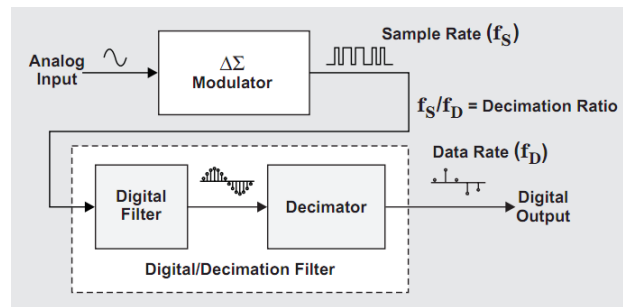 Sample Rate (fS)
Analog
Input
ΔΣ
Modulator
fS/fD = Decimation Ratio
Data Rate (fD)
Digital
Filter
Decimator
Digital
Output
Digital/Decimation Filter